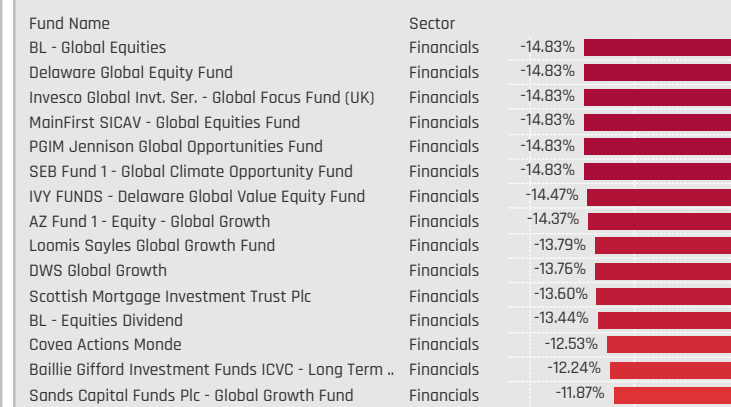 Fund Name Sector
BL - Global Equities Financials -14.83%
Delaware Global Equity Fund Financials -14.83%
Invesco Global Invt. Ser. - Global Focus Fund (UK) Financials -14.83%
MainFirst SICAV - Global Equities Fund Financials -14.83%
PGIM Jennison Global Opportunities Fund Financials -14.83%
SEB Fund 1 - Global Climate Opportunity Fund Financials -14.83%
IVY FUNDS - Delaware Global Value Equity Fund Financials -14.47%
AZ Fund 1 - Equity - Global Growth Financials -14.37%
Loomis Sayles Global Growth Fund Financials -13.79%
DWS Global Growth Financials -13.76%
Scottish Mortgage Investment Trust Plc Financials -13.60%
BL - Equities Dividend Financials -13.44%
Covea Actions Monde Financials -12.53%
Baillie Gifford Investment Funds ICVC - Long Term .. Financials -12.24%
Sands Capital Funds Plc - Global Growth Fund Financials -11.87%